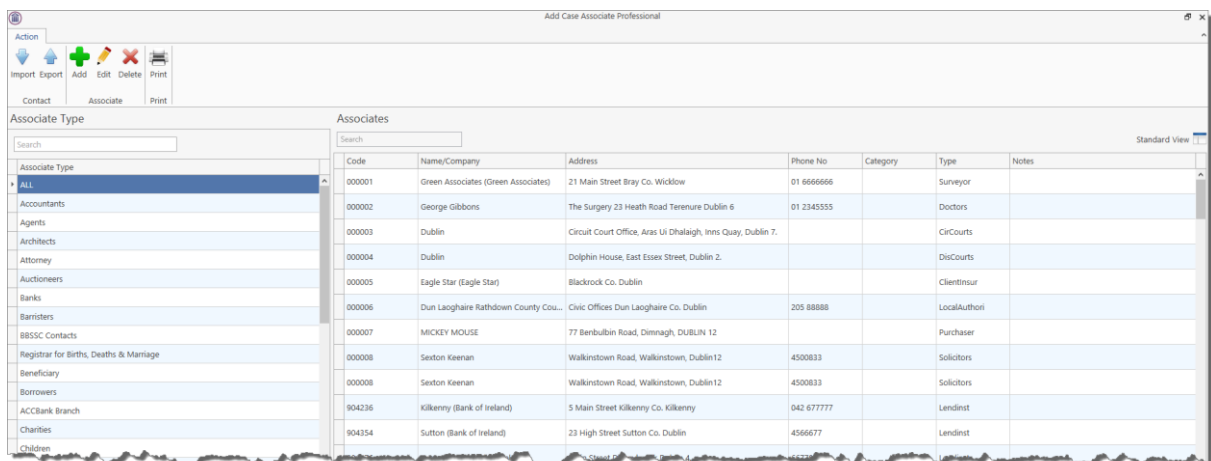 Add Case Associate Professional
Action
Import Export Add Edit Delete Print
Contact Associate Print
Associate Type
Search
Associate Type
ALL
Accountants
Agents
Architects
Attorney
Auctioneers
Banks
Barristers
BBSSC Contacts
Registrar for Births, Deaths & Marriage
Beneficiary
Borrowers
ACCBank Branch
Charities
Children
Associates
Search
Standard View
Code Name/Company Address Phone No Category Type Notes
000001 Green Associates (Green Associates) 21 Main Street Bray Co. Wicklow 01 6666666 Surveyor
000002 George Gibbons The Surgery 23 Heath Road Terenure Dublin 6 01 2345555 Doctors
000003 Dublin Circuit Court Office, Aras Ui Dhalaigh, Inns Quay, Dublin 7. CirCourts
000004 Dublin Dolphin House, East Essex Street, Dublin 2. DisCourts
000005 Eagle Star (Eagle Star) Blackrock Co. Dublin ClientInsur
000006 Dun Laoghaire Rathdown County Cou... Civic Offices Dun Laoghaire Co. Dublin 205 88888 LocalAuthori
000007 MICKEY MOUSE 77 Benbulbin Road, Dimnagh, DUBLIN 12 Purchaser
000008 Sexton Keenan Walkinstown Road, Walkinstown, Dublin12 4500833 Solicitors
000008 Sexton Keenan Walkinstown Road, Walkinstown, Dublin12 4500833 Solicitors
904236 Kilkenny (Bank of Ireland) 5 Main Street Kilkenny Co. Kilkenny 042 677777 Lendinst
904354 Sutton (Bank of Ireland) 23 High Street Sutton Co. Dublin 4566677 Lendinst